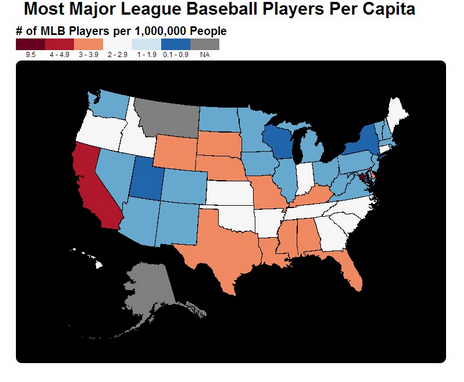 Most Major League Baseball Players Per Capita
# of MLB Players per 1,000,000 People
9.5 4 - 4.9 3 - 3.9 2 - 2.9 1 - 1.9 0.1 - 0.9 NA